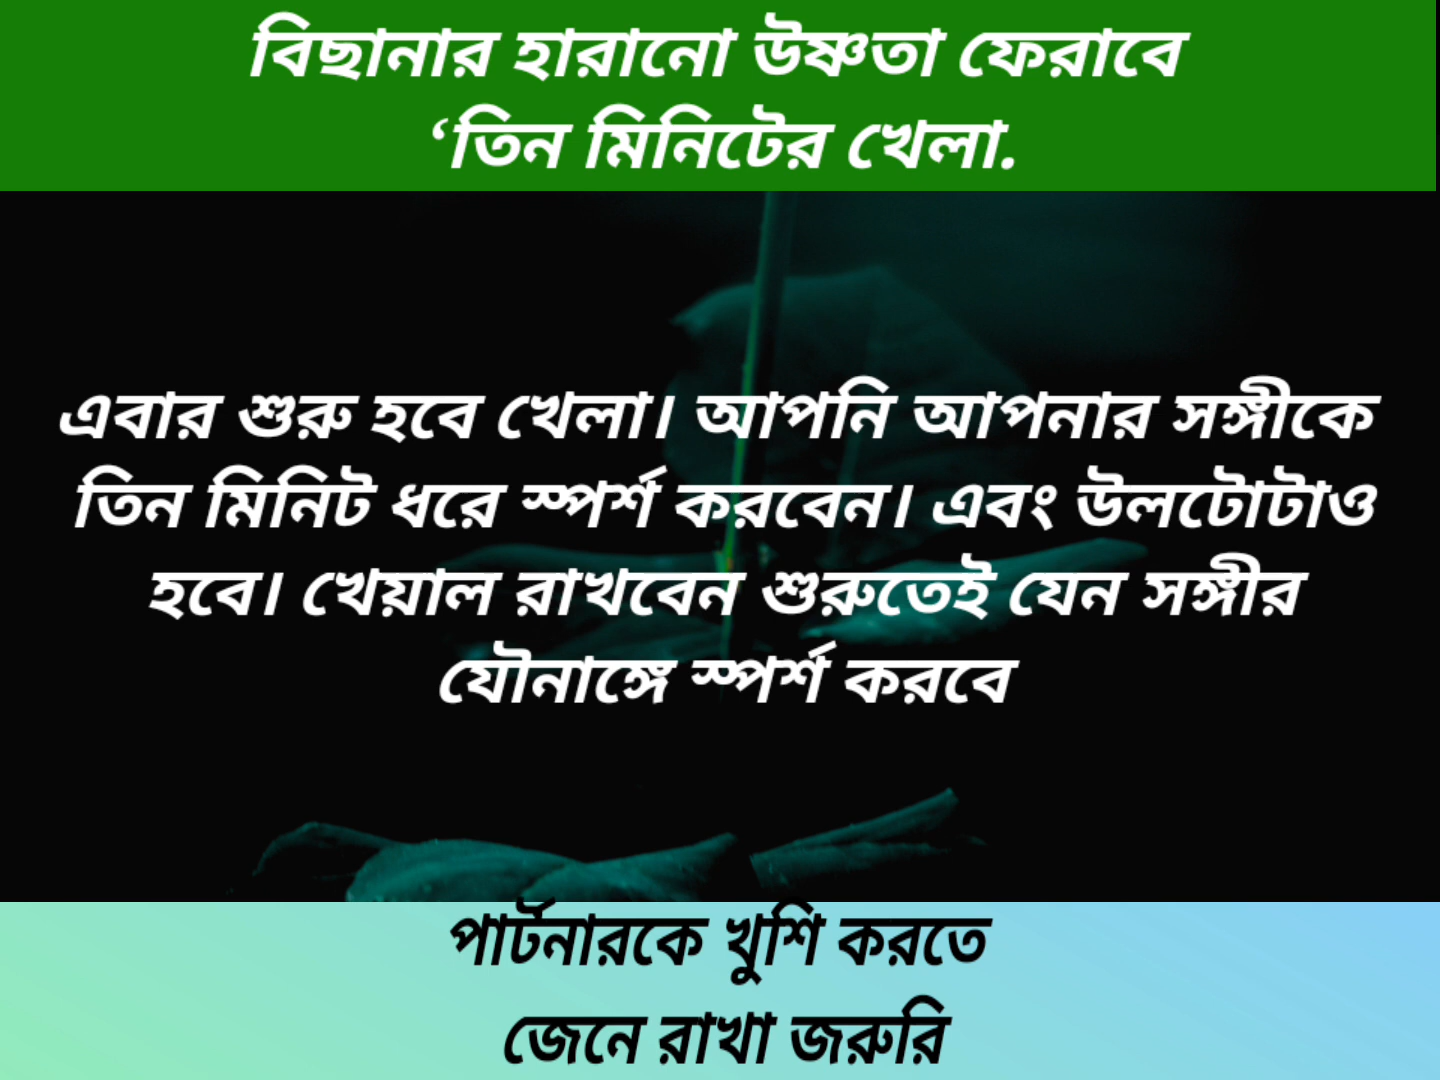 বিছানার হারানো উষ্ণতা ফেরাবে
‘তিন মিনিটের খেলা.
এবার শুরু হবে খেলা। আপনি আপনার সঙ্গীকে
তিন মিনিট ধরে স্পর্শ করবেন। এবং উলটোটাও
হবে। খেয়াল রাখবেন শুরুতেই যেন সঙ্গীর
যৌনাঙ্গে স্পর্শ করবে
পার্টনারকে খুশি করতে
জেনে রাখা জরুরি